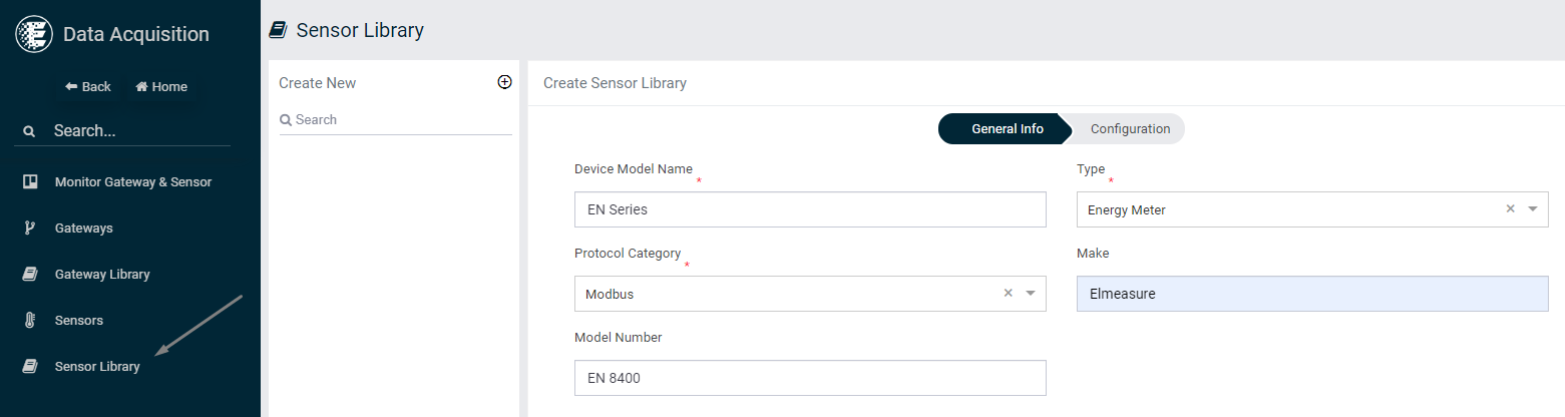 Data Acquisition
Back Home
Search...
Monitor Gateway & Sensor
Gateways
Gateway Library
Sensors
Sensor Library
Sensor Library
Create New
Search
Create Sensor Library
General Info Configuration
Device Model Name *
EN Series
Type *
Energy Meter
Protocol Category *
Modbus
Make
Elmeasure
Model Number
EN 8400